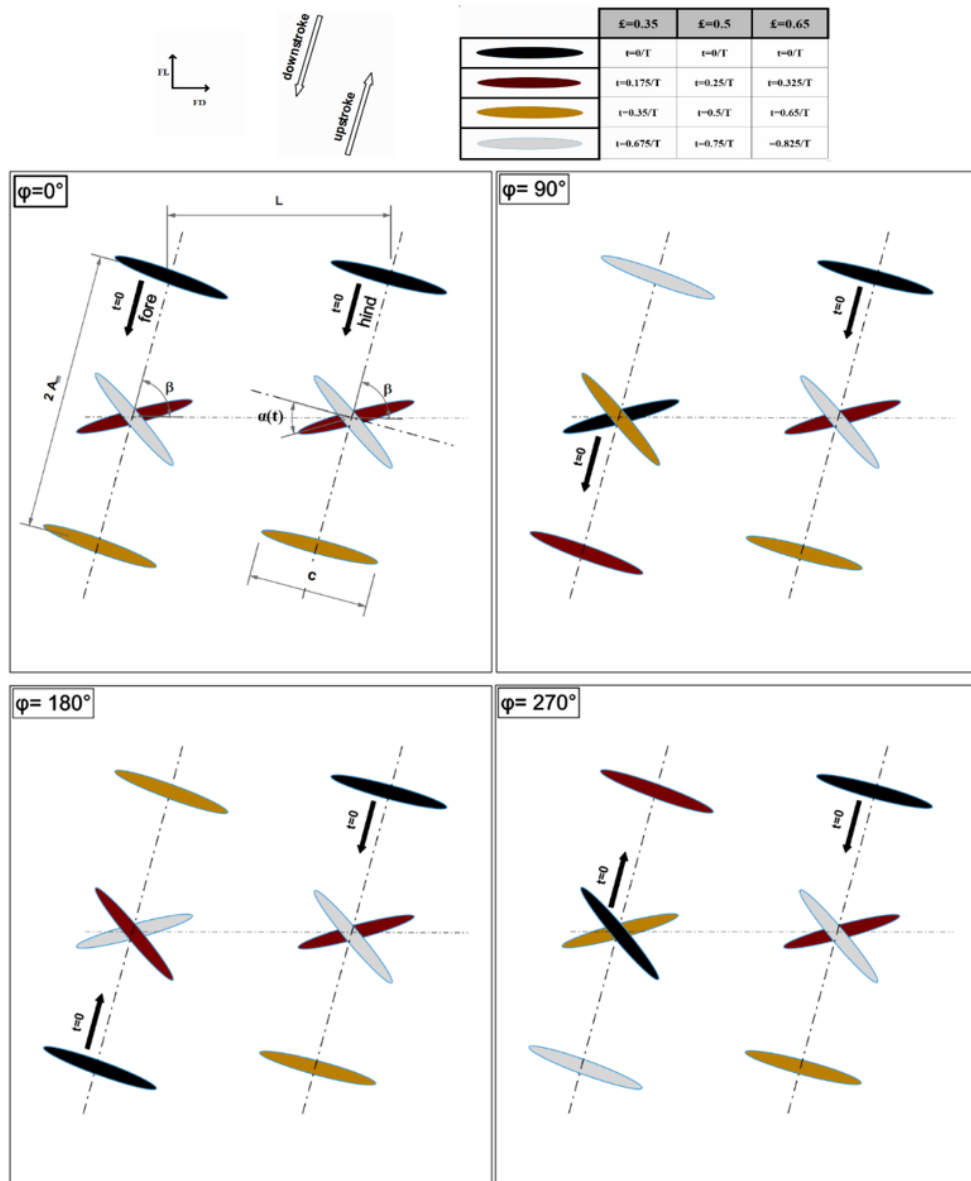 FL
FD
downstroke
upstroke
£=0.35 £=0.5 £=0.65
t=0/T t=0/T t=0/T
t=0.175/T t=0.25/T t=0.325/T
t=0.35/T t=0.5/T t=0.65/T
t=0.675/T t=0.75/T =0.825/T
φ=0°
L
t=0
fore
t=0
hind
2 Am
β
β
α(t)
c
φ= 90°
t=0
t=0
φ= 180°
t=0
t=0
φ= 270°
t=0
t=0